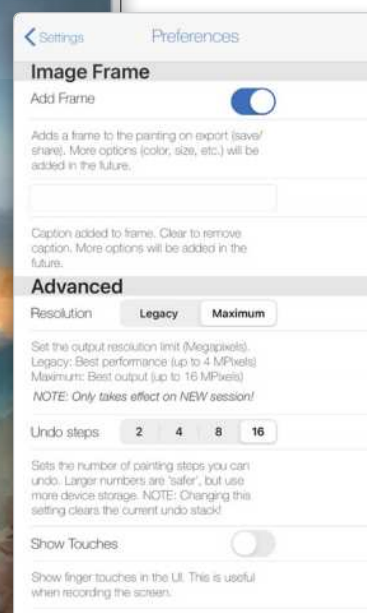 Settings
Preferences
Image Frame
Add Frame
Adds a frame to the painting on export (save/
share). More options (color, size, etc.) will be
added in the future.
Caption added to frame. Clear to remove
caption. More options will be added in the
future.
Advanced
Resolution
Legacy
Maximum
Set the output resolution limit (Megapixels).
Legacy: Best performance (up to 4 MPixels)
Maximum: Best output (up to 16 MPixels)
NOTE: Only takes effect on NEW session!
Undo steps
2 4 8 16
Sets the number of painting steps you can
undo. Larger numbers are 'safer', but use
more device storage. NOTE: Changing this
setting clears the current undo stack!
Show Touches
Show finger touches in the UI. This is useful
when recording the screen.